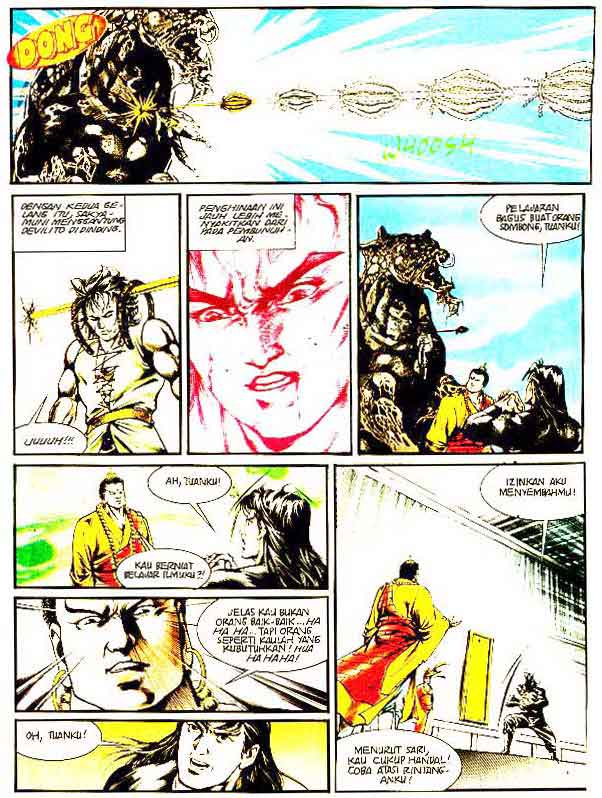 DONG
WHOOSH
DENGAN KEDUA GE-
LANG ITU, SAKYA-
MUNI MENGGANTUNG
DEVILITO DI DINDING.
UUUUH!!!
PENGHINAAN INI
JAUH LEBIH ME-
NYAKITKAN DARI
PADA PEMBUNUH-
AN.
PELAJARAN
BAGUS BUAT ORANG
SOMBONG, TUANKU!
AH, TUANKU!
KAU BERNIAT
BELAJAR ILMUKU?!
JELAS KAU BUKAN
ORANG BAIK-BAIK....HA
HA HA... TAPI ORANG
SEPERTI KAULAH YANG
KUBUTUHKAN! HUA
HA HA HA!
OH, TUANKU!
IZINKAN AKU
MENYEMBAHMU!
MENURUT SARI,
KAU CUKUP HANDAL!
COBA ATASI RINTANG-
ANKU!